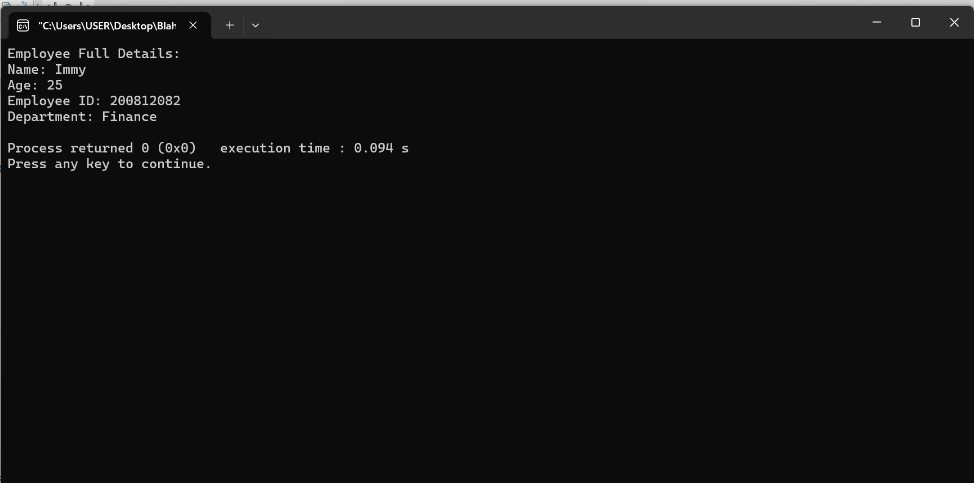 "C:\Users\USER\Desktop\Blah
Employee Full Details:
Name: Immy
Age: 25
Employee ID: 200812082
Department: Finance
Process returned 0 (0x0)   execution time : 0.094 s
Press any key to continue.